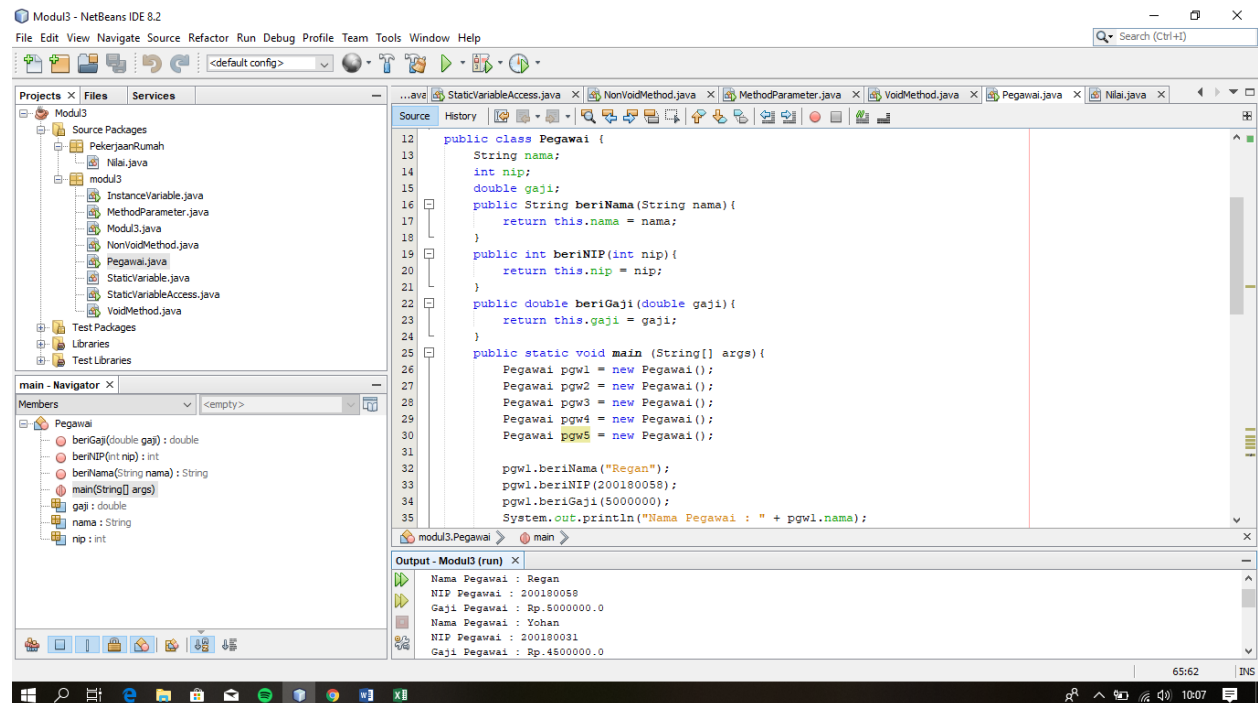 Modul3 - NetBeans IDE 8.2
File Edit View Navigate Source Refactor Run Debug Profile Team Tools Window Help
Search (Ctrl+I)
<default config>
Projects Files Services
Modul3
Source Packages
PekerjaanRumah
Nilai.java
modul3
InstanceVariable.java
MethodParameter.java
Modul3.java
NonVoidMethod.java
Pegawai.java
StaticVariable.java
StaticVariableAccess.java
VoidMethod.java
Test Packages
Libraries
Test Libraries
main - Navigator
Members <empty>
Pegawai
beriGaji(double gaji) : double
beriNIP(int nip) : int
beriNama(String nama) : String
main(String[] args)
gaji : double
nama : String
nip : int
...ava StaticVariableAccess.java NonVoidMethod.java MethodParameter.java VoidMethod.java Pegawai.java Nilai.java
Source History
12 public class Pegawai {
13 String nama;
14 int nip;
15 double gaji;
16 public String beriNama(String nama){
17 return this.nama = nama;
18 }
19 public int beriNIP(int nip){
20 return this.nip = nip;
21 }
22 public double beriGaji(double gaji){
23 return this.gaji = gaji;
24 }
25 public static void main (String[] args){
26 Pegawai pgw1 = new Pegawai();
27 Pegawai pgw2 = new Pegawai();
28 Pegawai pgw3 = new Pegawai();
29 Pegawai pgw4 = new Pegawai();
30 Pegawai pgw5 = new Pegawai();
31
32 pgw1.beriNama("Regan");
33 pgw1.beriNIP(200180058);
34 pgw1.beriGaji(5000000);
35 System.out.println("Nama Pegawai : " + pgw1.nama);
modul3.Pegawai main
Output - Modul3 (run)
Nama Pegawai : Regan
NIP Pegawai : 200180058
Gaji Pegawai : Rp.5000000.0
Nama Pegawai : Yohan
NIP Pegawai : 200180031
Gaji Pegawai : Rp.4500000.0
65:62 INS
10:07